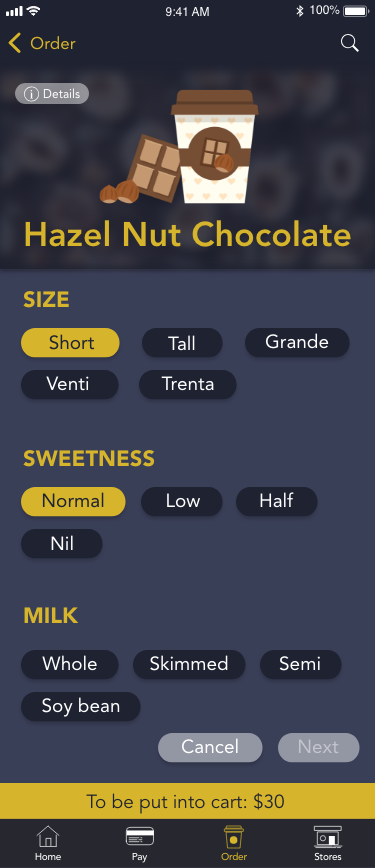 9:41 AM 100%
Order
Details
Hazel Nut Chocolate
SIZE
Short Tall Grande
Venti Trenta
SWEETNESS
Normal Low Half
Nil
MILK
Whole Skimmed Semi
Soy bean
Cancel Next
To be put into cart: $30
Home Pay Order Stores